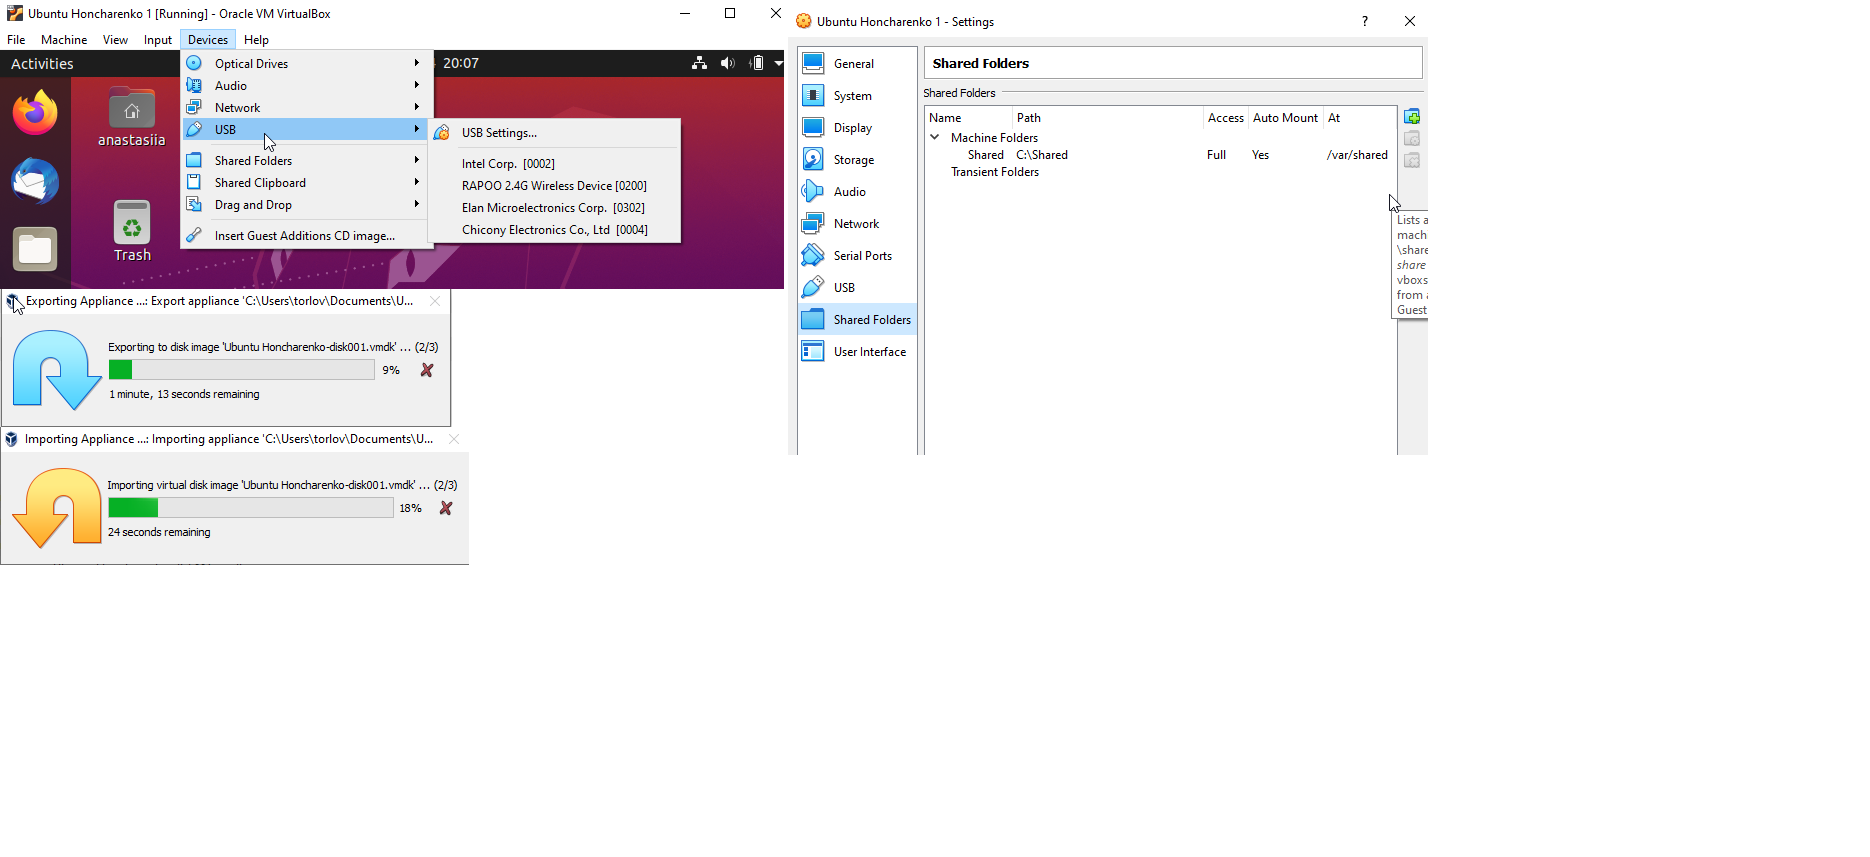 Ubuntu Honcharenko 1 [Running] - Oracle VM VirtualBox
File Machine View Input Devices Help
Activities
20:07
anastasiia
Trash
Optical Drives
Audio
Network
USB
Shared Folders
Shared Clipboard
Drag and Drop
Insert Guest Additions CD image...
USB Settings...
Intel Corp. [0002]
RAPOO 2.4G Wireless Device [0200]
Elan Microelectronics Corp. [0302]
Chicony Electronics Co., Ltd [0004]
Exporting Appliance ...: Export appliance 'C:\Users\torlov\Documents\U...
Exporting to disk image 'Ubuntu Honcharenko-disk001.vmdk' ... (2/3)
9%
1 minute, 13 seconds remaining
Importing Appliance ...: Importing appliance 'C:\Users\torlov\Documents\U...
Importing virtual disk image 'Ubuntu Honcharenko-disk001.vmdk' ... (2/3)
18%
24 seconds remaining
Ubuntu Honcharenko 1 - Settings
?
General
System
Display
Storage
Audio
Network
Serial Ports
USB
Shared Folders
User Interface
Shared Folders
Shared Folders
Name Path Access Auto Mount At
Machine Folders
Shared C:\Shared Full Yes /var/shared
Transient Folders
Lists a
mach
\share
share
vboxs
from a
Guest